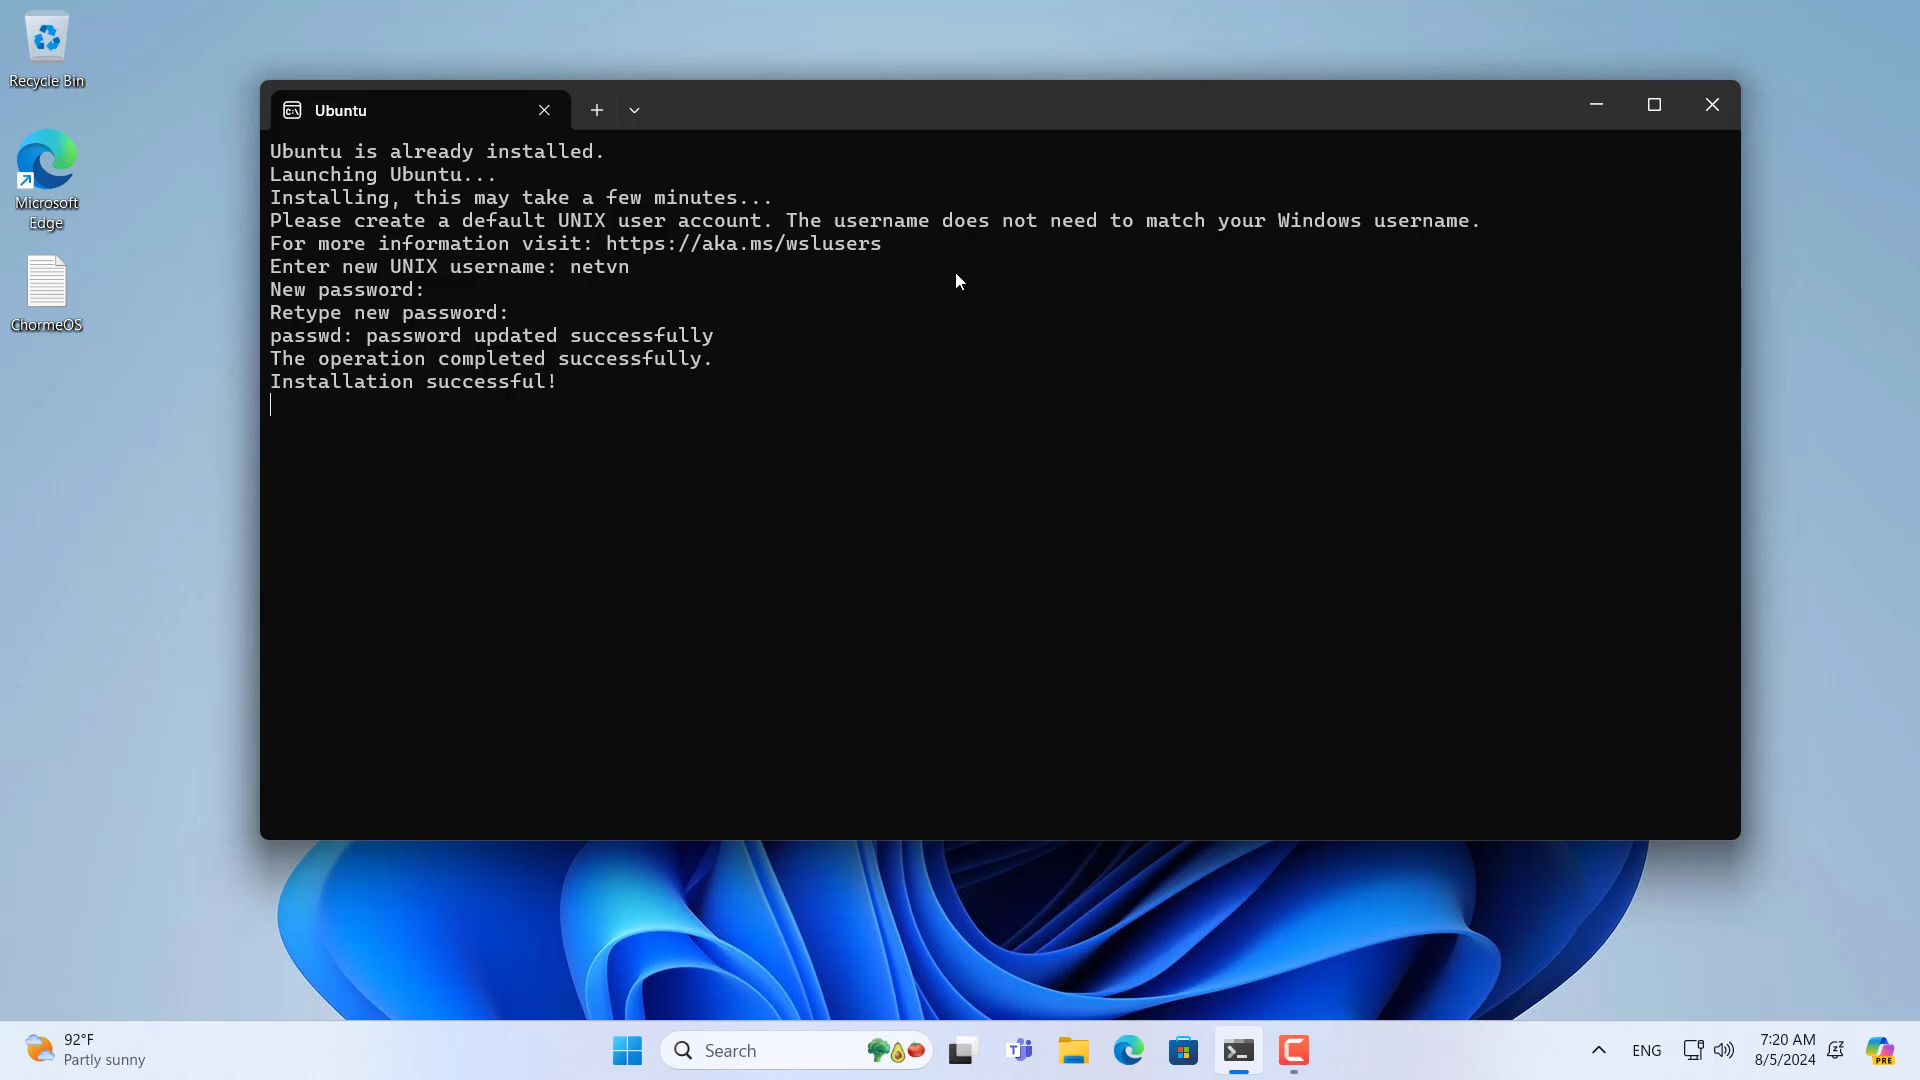 Recycle Bin
Microsoft
Edge
ChormeOS
Ubuntu
Ubuntu is already installed.
Launching Ubuntu...
Installing, this may take a few minutes...
Please create a default UNIX user account. The username does not need to match your Windows username.
For more information visit: https://aka.ms/wslusers
Enter new UNIX username: netvn
New password:
Retype new password:
passwd: password updated successfully
The operation completed successfully.
Installation successful!
92°F
Partly sunny
Search
ENG
7:20 AM
8/5/2024
PRE